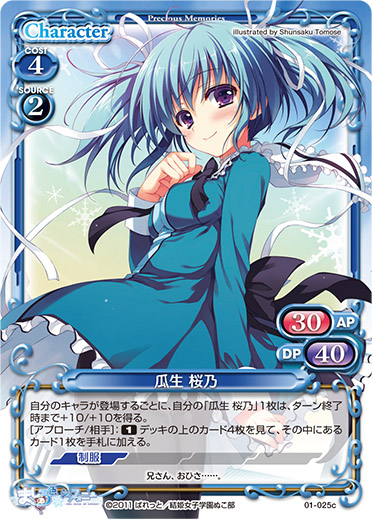 Precious Memories
Character
illustrated by Shunsaku Tomose
COST
4
SOURCE
2
30 AP
DP 40
瓜生 桜乃
自分のキャラが登場するごとに、自分の「瓜生 桜乃」1枚は、ターン終了
時まで+10/+10を得る。
[アプローチ/相手]：1 デッキの上のカード4枚を見て、その中にある
カード1枚を手札に加える。
制服
兄さん、おひさ……。
©2011 ぱれっと/結姫女子学園ぬこ部
01-025c